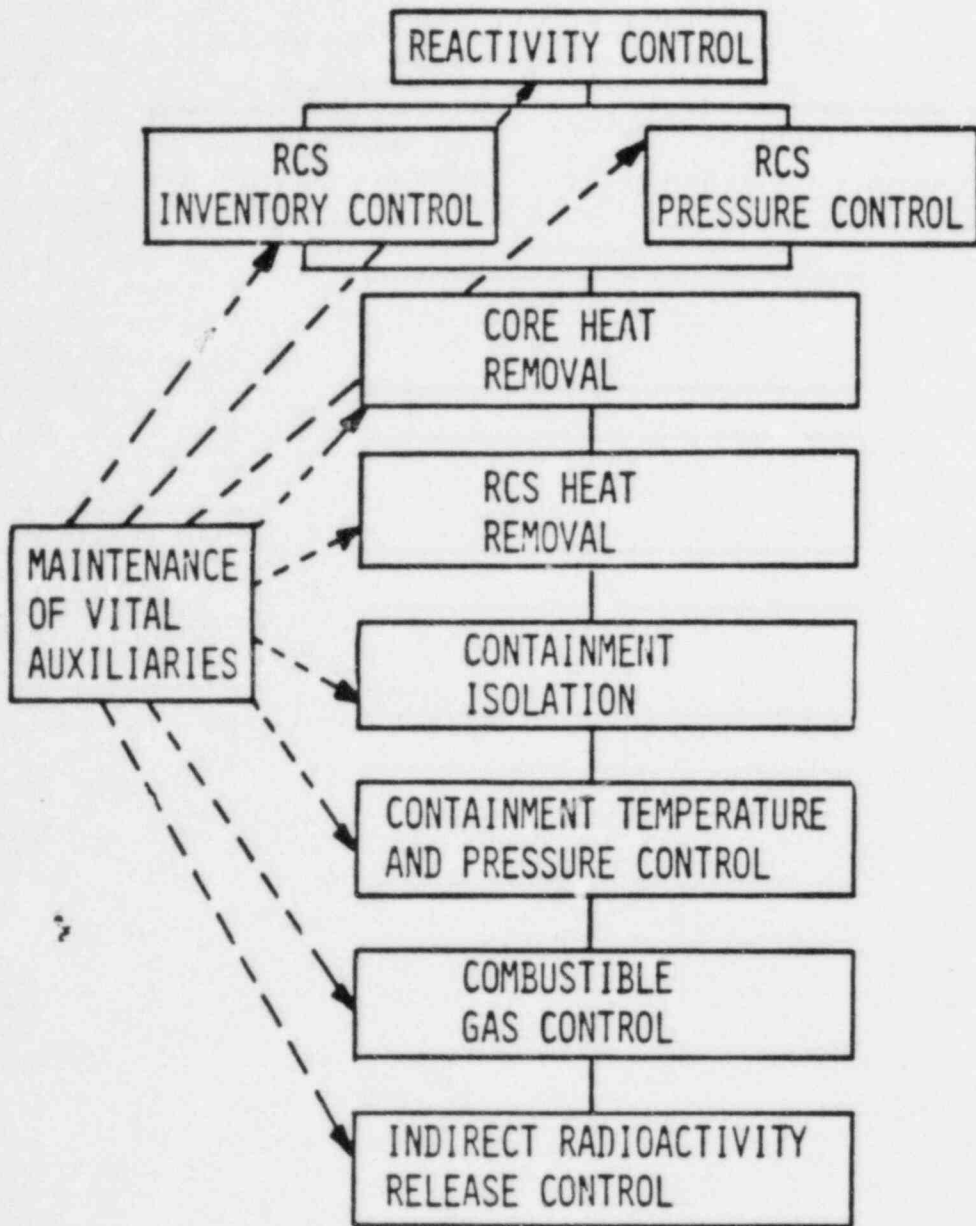 REACTIVITY CONTROL
RCS
INVENTORY CONTROL
RCS
PRESSURE CONTROL
CORE HEAT
REMOVAL
RCS HEAT
REMOVAL
MAINTENANCE
OF VITAL
AUXILIARIES
CONTAINMENT
ISOLATION
CONTAINMENT TEMPERATURE
AND PRESSURE CONTROL
COMBUSTIBLE
GAS CONTROL
INDIRECT RADIOACTIVITY
RELEASE CONTROL